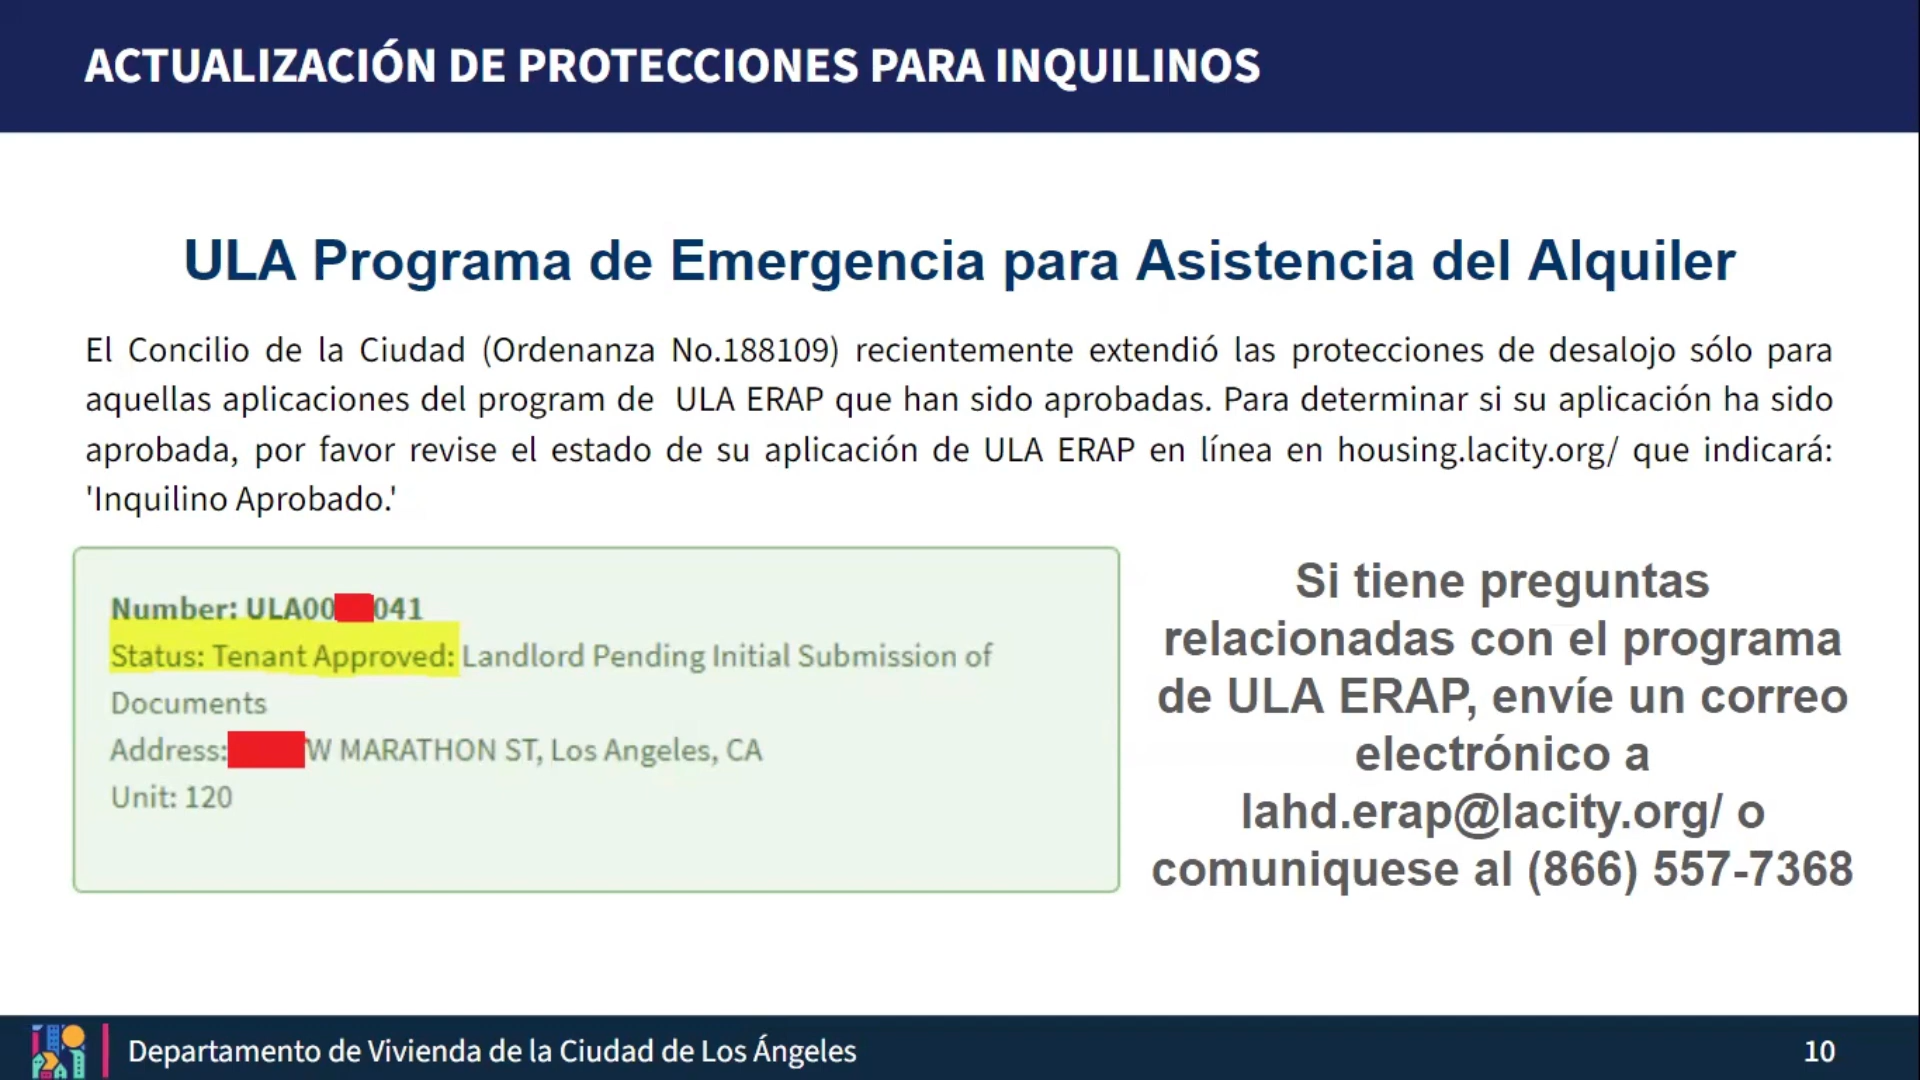 ACTUALIZACIÓN DE PROTECCIONES PARA INQUILINOS
ULA Programa de Emergencia para Asistencia del Alquiler
El Concilio de la Ciudad (Ordenanza No.188109) recientemente extendió las protecciones de desalojo sólo para
aquellas aplicaciones del program de ULA ERAP que han sido aprobadas. Para determinar si su aplicación ha sido
aprobada, por favor revise el estado de su aplicación de ULA ERAP en línea en housing.lacity.org/ que indicará:
'Inquilino Aprobado.'
Number: ULA00 041
Status: Tenant Approved: Landlord Pending Initial Submission of
Documents
Address: W MARATHON ST, Los Angeles, CA
Unit: 120
Si tiene preguntas
relacionadas con el programa
de ULA ERAP, envíe un correo
electrónico a
lahd.erap@lacity.org/ o
comuniquese al (866) 557-7368
Departamento de Vivienda de la Ciudad de Los Ángeles
10